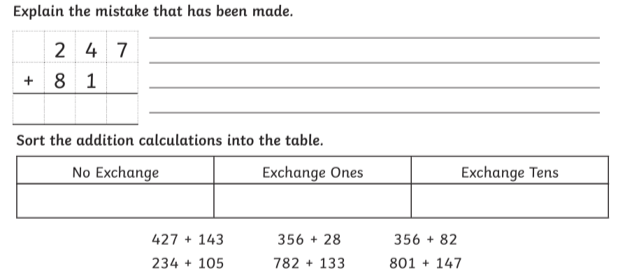 Explain the mistake that has been made.
2 4 7
+ 8 1
Sort the addition calculations into the table.
No Exchange Exchange Ones Exchange Tens
427 + 143 356 + 28 356 + 82
234 + 105 782 + 133 801 + 147